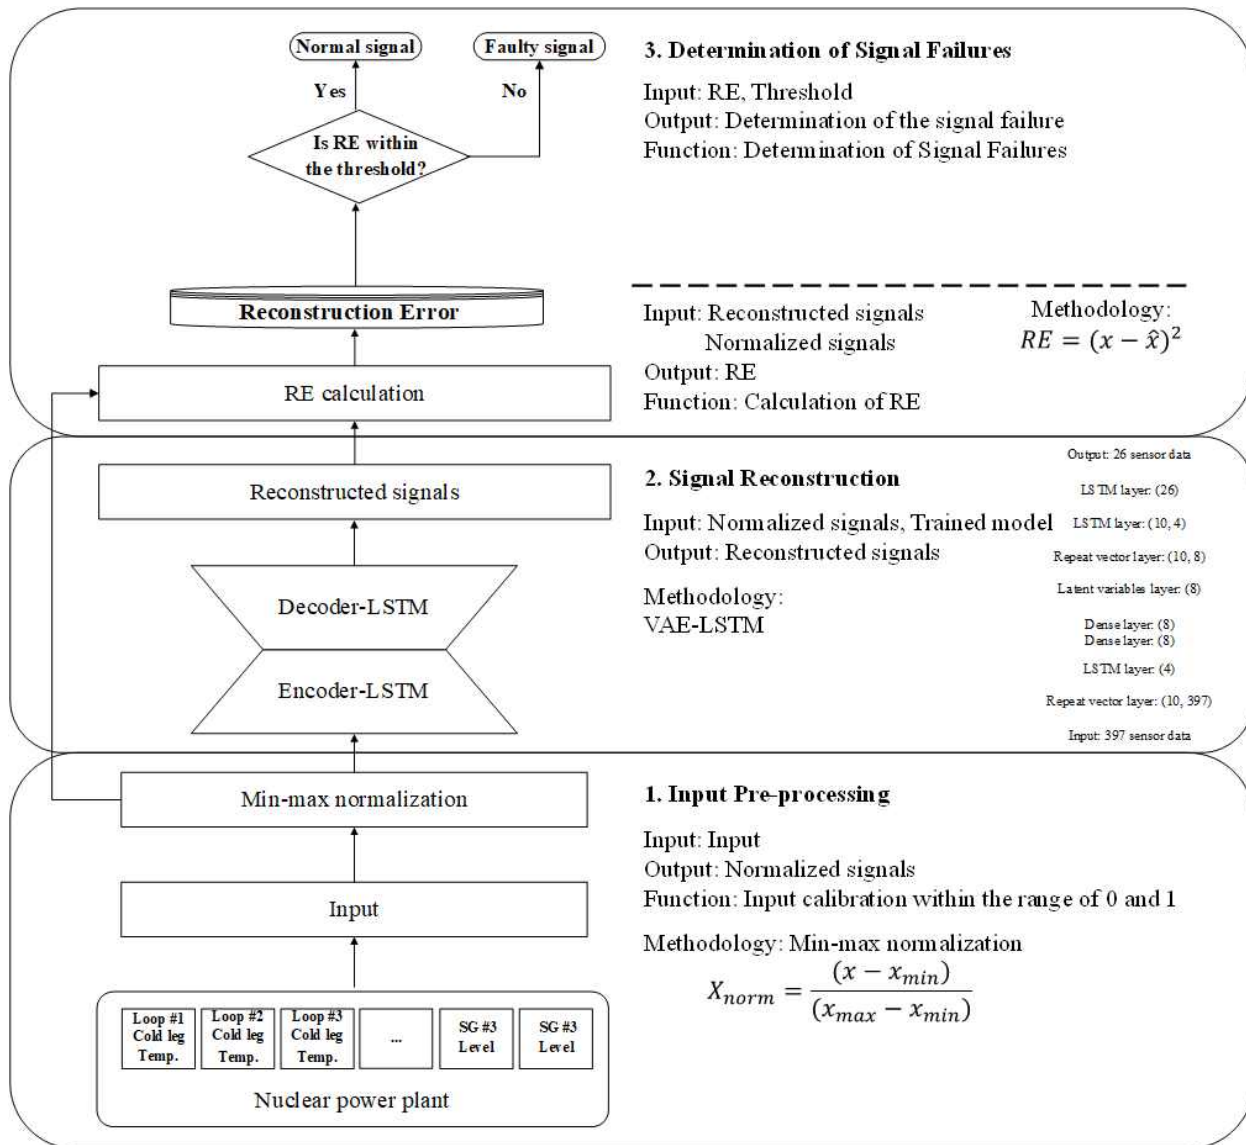 Normal signal
Faulty signal
Yes
No
Is RE within
the threshold?
3. Determination of Signal Failures
Input: RE, Threshold
Output: Determination of the signal failure
Function: Determination of Signal Failures
Reconstruction Error
RE calculation
Input: Reconstructed signals
Normalized signals
Output: RE
Function: Calculation of RE
Methodology:
RE = (x − x̂)²
Reconstructed signals
Decoder-LSTM
Encoder-LSTM
2. Signal Reconstruction
Input: Normalized signals, Trained model
Output: Reconstructed signals
Methodology:
VAE-LSTM
Output: 26 sensor data
LSTM layer: (26)
LSTM layer: (10, 4)
Repeat vector layer: (10, 8)
Latent variables layer: (8)
Dense layer: (8)
Dense layer: (8)
LSTM layer: (4)
Repeat vector layer: (10, 397)
Input: 397 sensor data
Min-max normalization
Input
1. Input Pre-processing
Input: Input
Output: Normalized signals
Function: Input calibration within the range of 0 and 1
Methodology: Min-max normalization
X_norm = (x − x_min) / (x_max − x_min)
Loop #1
Cold leg
Temp.
Loop #2
Cold leg
Temp.
Loop #3
Cold leg
Temp.
...
SG #3
Level
SG #3
Level
Nuclear power plant